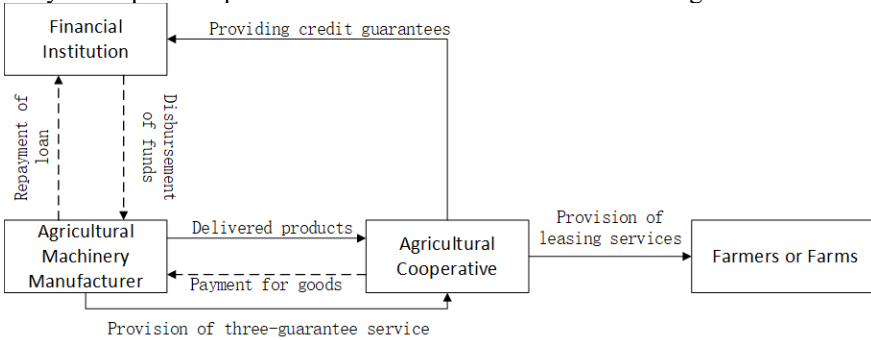 Financial
Institution
Providing credit guarantees
Repayment of
loan
Disbursement
of funds
Agricultural
Machinery
Manufacturer
Delivered products
Payment for goods
Agricultural
Cooperative
Provision of
leasing services
Farmers or Farms
Provision of three-guarantee service